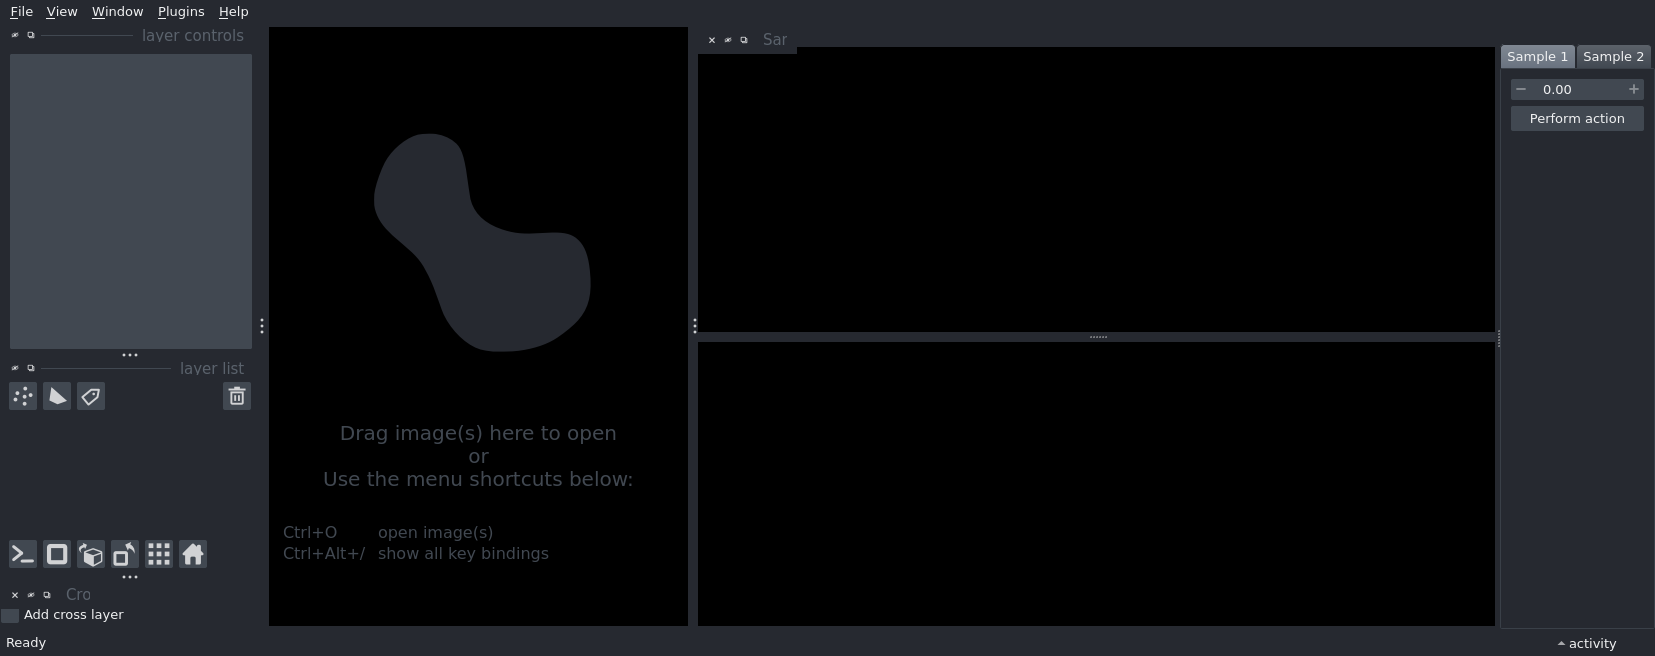 File View Window Plugins Help
layer controls
Sar
Sample 1 Sample 2
0.00
Perform action
layer list
Drag image(s) here to open
or
Use the menu shortcuts below:
Ctrl+O open image(s)
Ctrl+Alt+/ show all key bindings
Cro
Add cross layer
Ready
activity